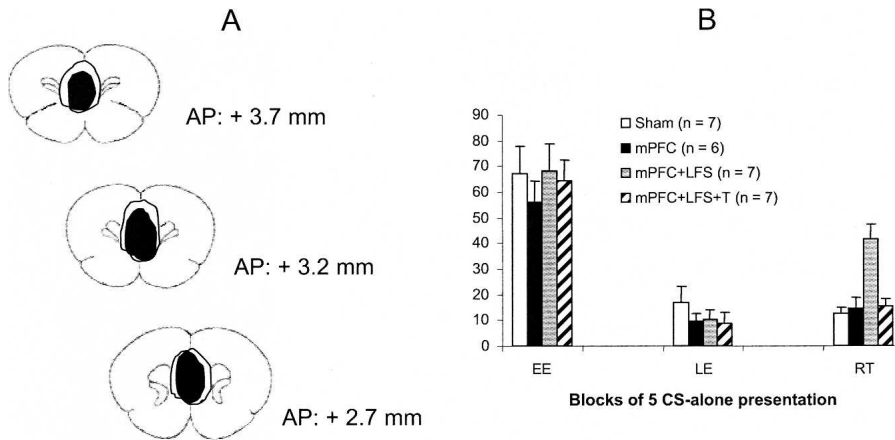 A
AP: + 3.7 mm
AP: + 3.2 mm
AP: + 2.7 mm
B
90
80
70
60
50
40
30
20
10
0
Sham (n = 7)
mPFC (n = 6)
mPFC+LFS (n = 7)
mPFC+LFS+T (n = 7)
EE LE RT
Blocks of 5 CS-alone presentation